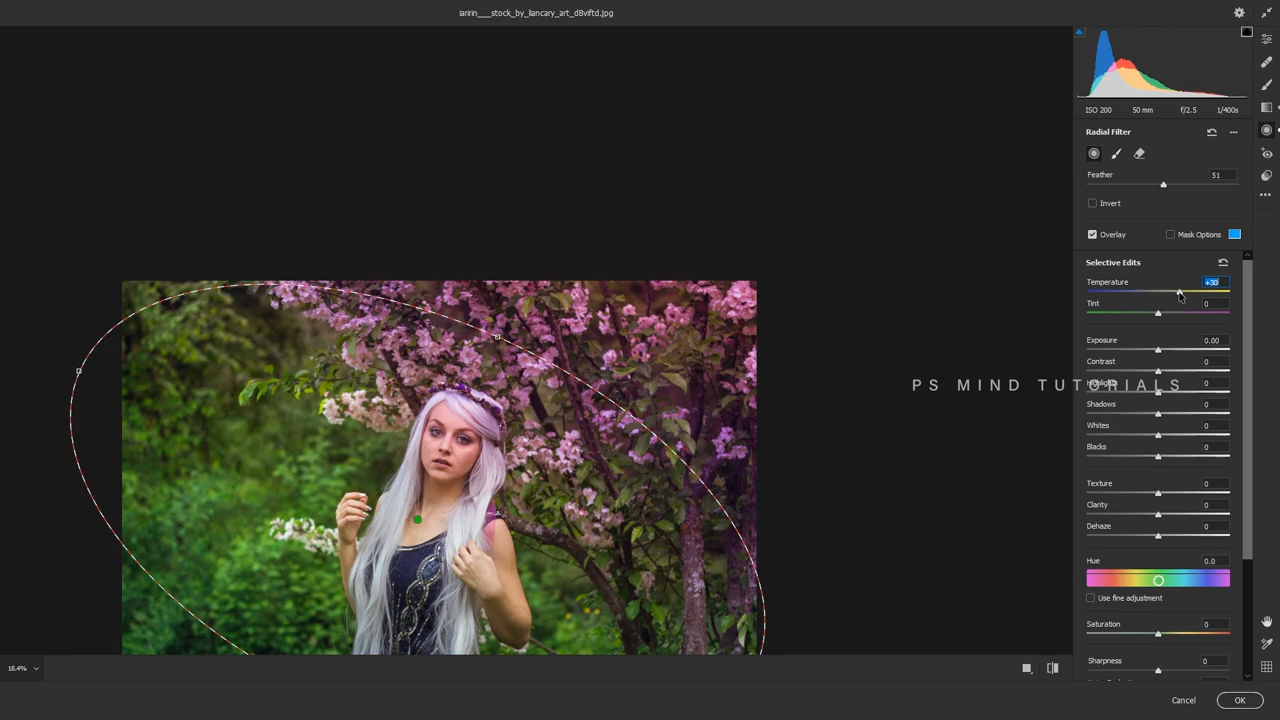 iaririn___stock_by_liancary_art_d8viftd.jpg
ISO 200 50 mm f/2.5 1/400s
Radial Filter
Feather 51
Invert
Overlay Mask Options
Selective Edits
Temperature +30
Tint 0
Exposure 0.00
Contrast 0
PS MIND TUTORIALS
Highlights 0
Shadows 0
Whites 0
Blacks 0
Texture 0
Clarity 0
Dehaze 0
Hue 0.0
Use fine adjustment
Saturation 0
Sharpness 0
18.4%
Cancel OK